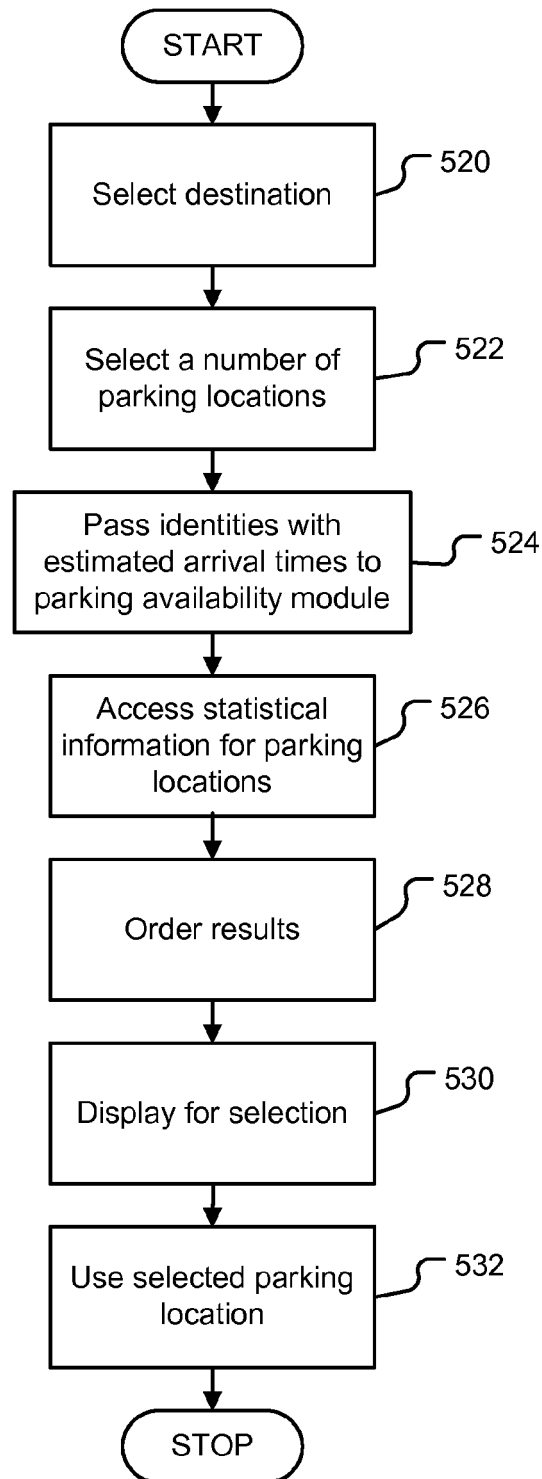 START
Select destination
520
Select a number of
parking locations
522
Pass identities with
estimated arrival times to
parking availability module
524
Access statistical
information for parking
locations
526
Order results
528
Display for selection
530
Use selected parking
location
532
STOP